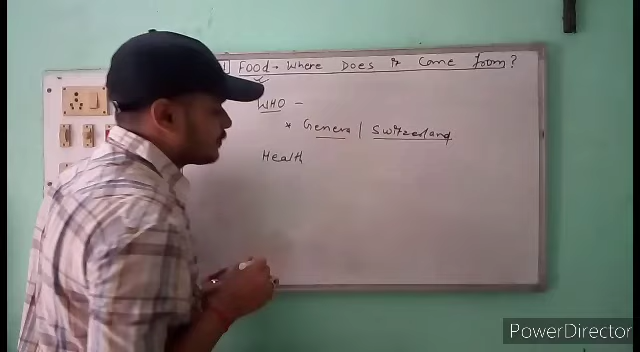 Food → Where Does it Come from?
WHO -
* Geneva | Switzerland
Health
PowerDirector